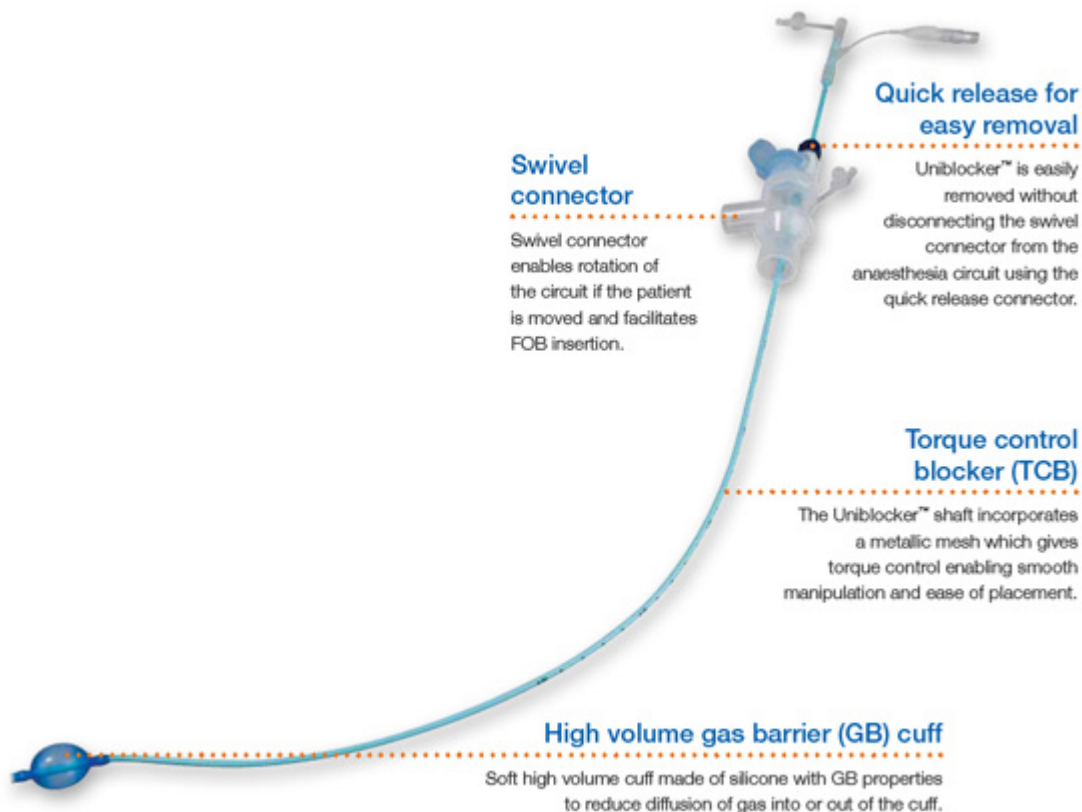 Quick release for
easy removal
Uniblocker™ is easily
removed without
disconnecting the swivel
connector from the
anaesthesia circuit using the
quick release connector.
Swivel
connector
Swivel connector
enables rotation of
the circuit if the patient
is moved and facilitates
FOB insertion.
Torque control
blocker (TCB)
The Uniblocker™ shaft incorporates
a metallic mesh which gives
torque control enabling smooth
manipulation and ease of placement.
High volume gas barrier (GB) cuff
Soft high volume cuff made of silicone with GB properties
to reduce diffusion of gas into or out of the cuff.